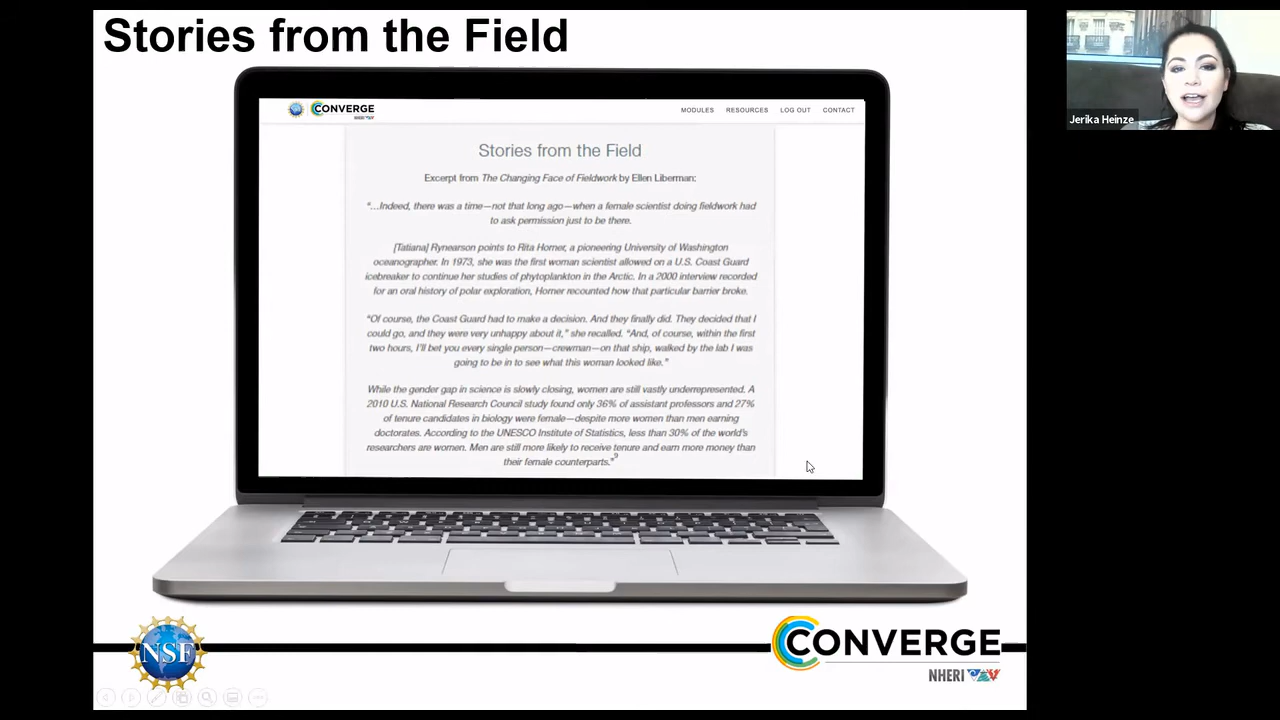 Stories from the Field
CONVERGE
NHERI
MODULES RESOURCES LOG OUT CONTACT
Stories from the Field
Excerpt from The Changing Face of Fieldwork by Ellen Liberman:
“…Indeed, there was a time—not that long ago—when a female scientist doing fieldwork had
to ask permission just to be there.
[Tatiana] Rynearson points to Rita Horner, a pioneering University of Washington
oceanographer. In 1973, she was the first woman scientist allowed on a U.S. Coast Guard
icebreaker to continue her studies of phytoplankton in the Arctic. In a 2000 interview recorded
for an oral history of polar exploration, Horner recounted how that particular barrier broke.
“Of course, the Coast Guard had to make a decision. And they finally did. They decided that I
could go, and they were very unhappy about it,” she recalled. “And, of course, within the first
two hours, I’ll bet you every single person—crewman—on that ship, walked by the lab I was
going to be in to see what this woman looked like.”
While the gender gap in science is slowly closing, women are still vastly underrepresented. A
2010 U.S. National Research Council study found only 36% of assistant professors and 27%
of tenure candidates in biology were female—despite more women than men earning
doctorates. According to the UNESCO Institute of Statistics, less than 30% of the world’s
researchers are women. Men are still more likely to receive tenure and earn more money than
their female counterparts.”9
NSF
CONVERGE
NHERI
Jerika Heinze